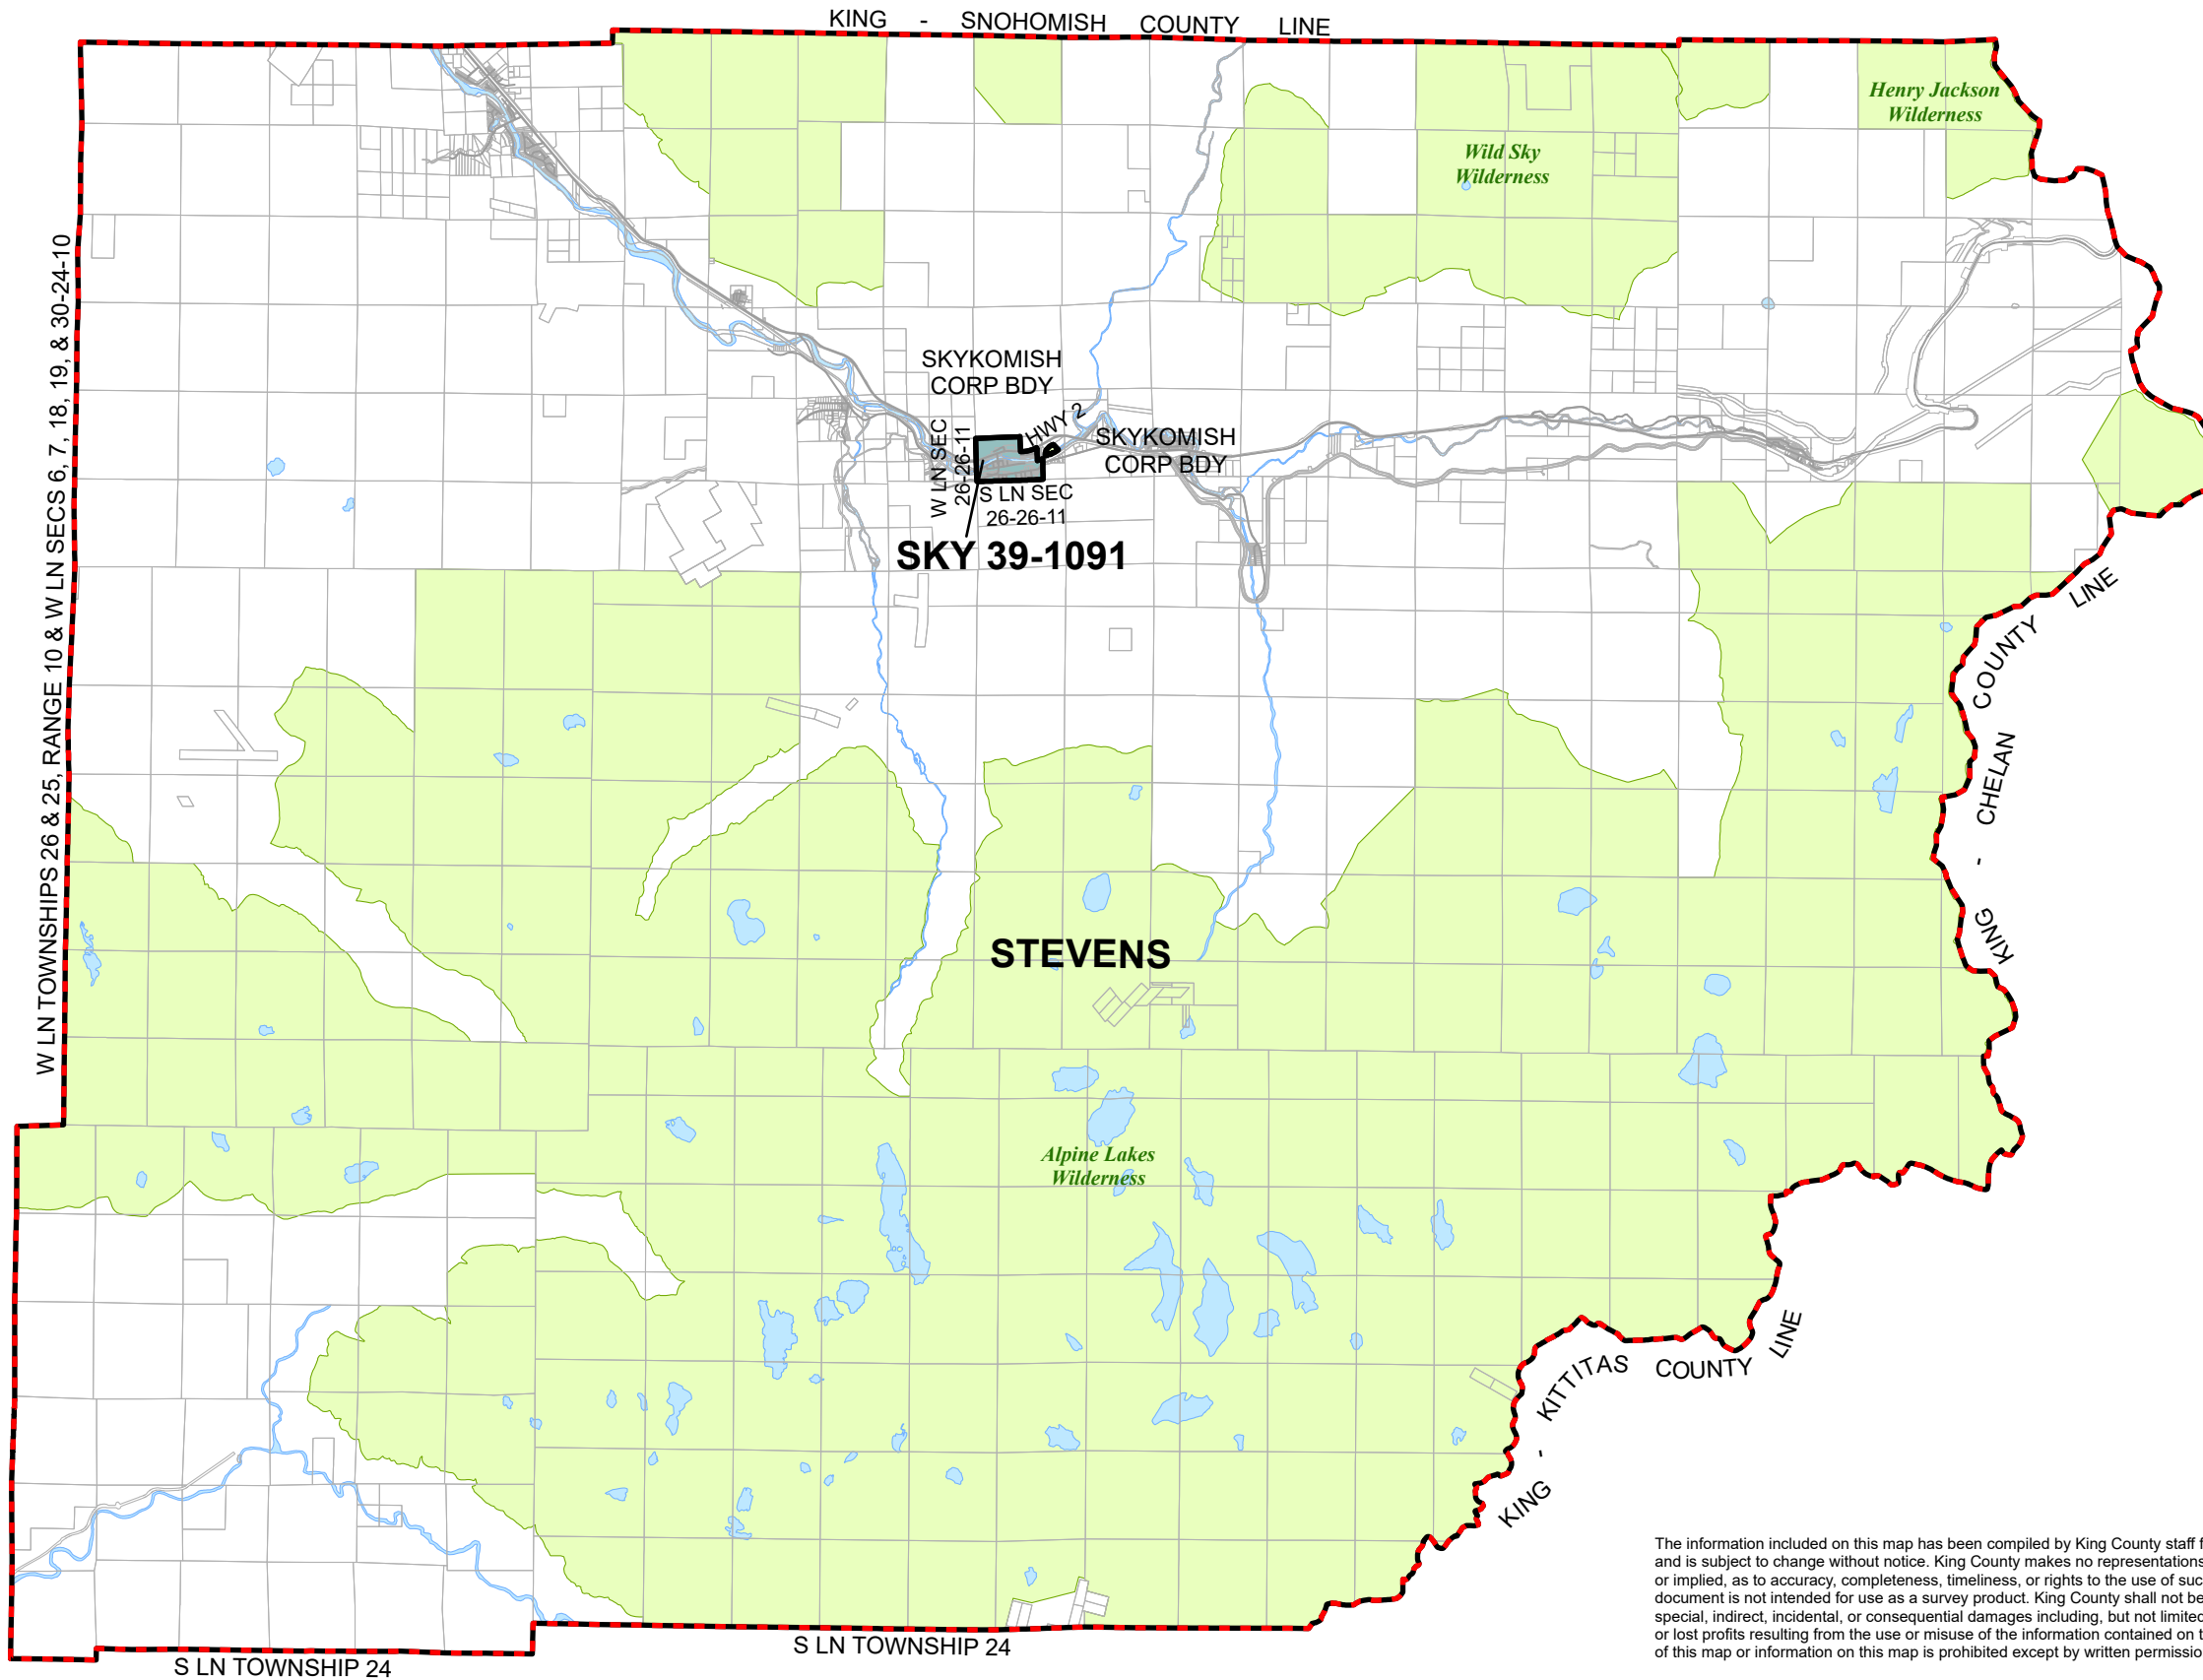 KING - SNOHOMISH COUNTY LINE
Henry Jackson
Wilderness
Wild Sky
Wilderness
W LN TOWNSHIPS 26 & 25, RANGE 10 & W LN SECS 6, 7, 18, 19, & 30-24-10
SKYKOMISH
CORP BDY
HWY 2
SKYKOMISH
CORP BDY
W LN SEC
26-26-11
S LN SEC
26-26-11
SKY 39-1091
KING - CHELAN COUNTY LINE
STEVENS
Alpine Lakes
Wilderness
KING - KITTITAS COUNTY LINE
The information included on this map has been compiled by King County staff
and is subject to change without notice. King County makes no representations
or implied, as to accuracy, completeness, timeliness, or rights to the use of
document is not intended for use as a survey product. King County shall not be
special, indirect, incidental, or consequential damages including, but not limited
or lost profits resulting from the use or misuse of the information contained on
of this map or information on this map is prohibited except by written
S LN TOWNSHIP 24
S LN TOWNSHIP 24